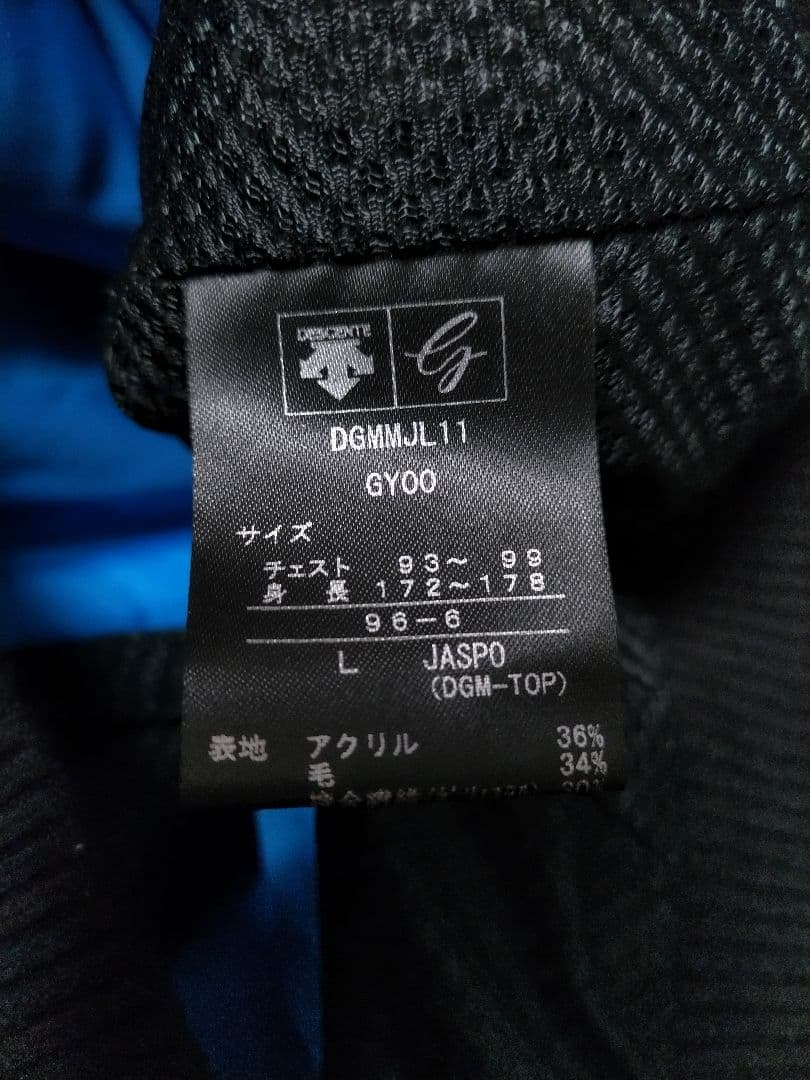 DESCENTE
G
DGMMJL11
GY00
サイズ
チェスト 93～ 99
身 長 172～178
96-6
L JASPO
(DGM-TOP)
表地 アクリル 36%
毛 34%